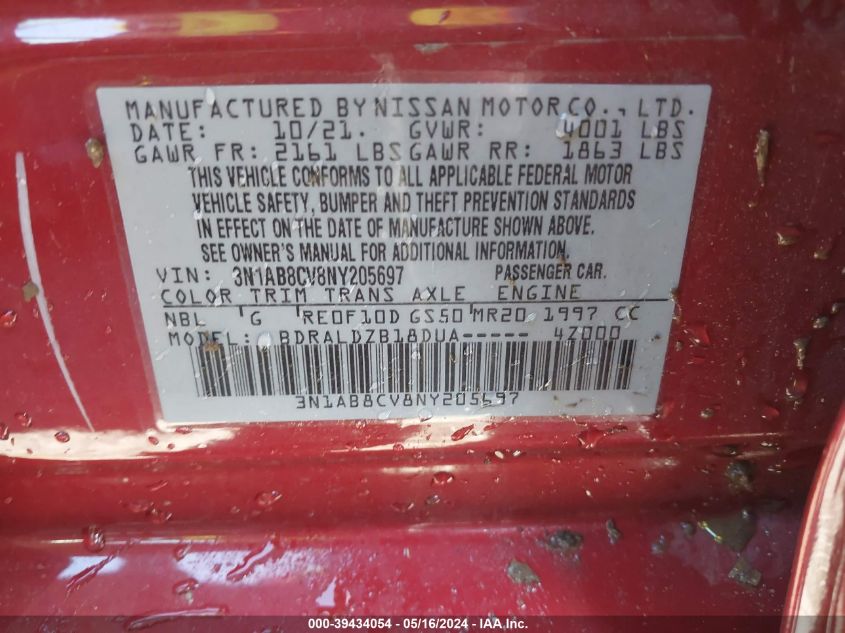 MANUFACTURED BY NISSAN MOTOR CO., LTD.
DATE: 10/21. GVWR: 4001 LBS
GAWR FR: 2161 LBS GAWR RR: 1863 LBS
THIS VEHICLE CONFORMS TO ALL APPLICABLE FEDERAL MOTOR
VEHICLE SAFETY, BUMPER AND THEFT PREVENTION STANDARDS
IN EFFECT ON THE DATE OF MANUFACTURE SHOWN ABOVE.
SEE OWNER'S MANUAL FOR ADDITIONAL INFORMATION.
VIN: 3N1AB8CV8NY205697 PASSENGER CAR.
COLOR TRIM TRANS AXLE ENGINE
NBL G RE0F10D GS50 MR20 1997 CC
MODEL: BDRALDZB18DUA----- 4Z000
3N1AB8CV8NY205697
000-39434054 - 05/16/2024 - IAA Inc.